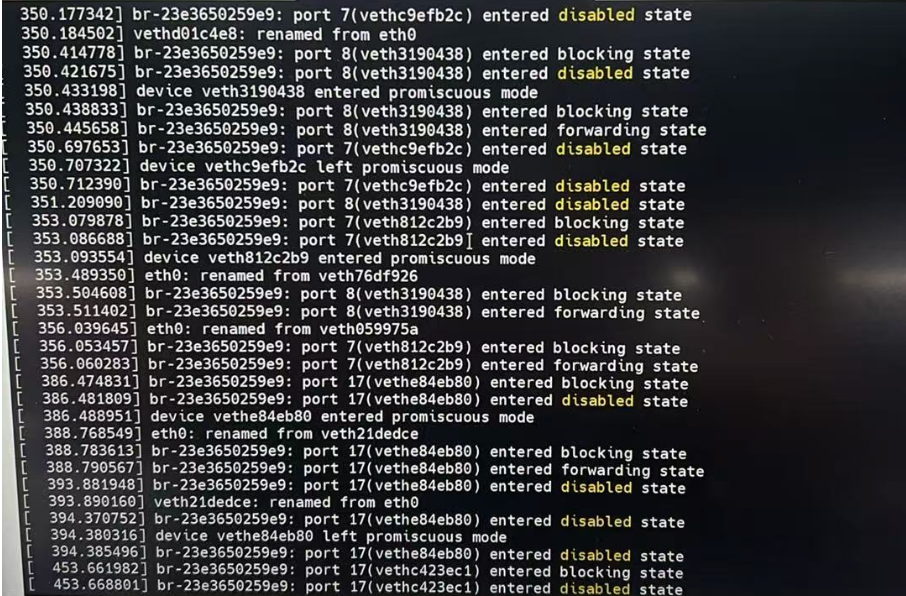 350.177342] br-23e3650259e9: port 7(vethc9efb2c) entered disabled state
350.184502] vethd01c4e8: renamed from eth0
350.414778] br-23e3650259e9: port 8(veth3190438) entered blocking state
350.421675] br-23e3650259e9: port 8(veth3190438) entered disabled state
350.433198] device veth3190438 entered promiscuous mode
350.438833] br-23e3650259e9: port 8(veth3190438) entered blocking state
350.445658] br-23e3650259e9: port 8(veth3190438) entered forwarding state
[ 350.697653] br-23e3650259e9: port 7(vethc9efb2c) entered disabled state
[ 350.707322] device vethc9efb2c left promiscuous mode
[ 350.712390] br-23e3650259e9: port 7(vethc9efb2c) entered disabled state
[ 351.209090] br-23e3650259e9: port 8(veth3190438) entered disabled state
[ 353.079878] br-23e3650259e9: port 7(veth812c2b9) entered blocking state
[ 353.086688] br-23e3650259e9: port 7(veth812c2b9) entered disabled state
[ 353.093554] device veth812c2b9 entered promiscuous mode
[ 353.489350] eth0: renamed from veth76df926
[ 353.504608] br-23e3650259e9: port 8(veth3190438) entered blocking state
[ 353.511402] br-23e3650259e9: port 8(veth3190438) entered forwarding state
[ 356.039645] eth0: renamed from veth059975a
[ 356.053457] br-23e3650259e9: port 7(veth812c2b9) entered blocking state
[ 356.060283] br-23e3650259e9: port 7(veth812c2b9) entered forwarding state
[ 386.474831] br-23e3650259e9: port 17(vethe84eb80) entered blocking state
[ 386.481809] br-23e3650259e9: port 17(vethe84eb80) entered disabled state
[ 386.488951] device vethe84eb80 entered promiscuous mode
[ 388.768549] eth0: renamed from veth21dedce
[ 388.783613] br-23e3650259e9: port 17(vethe84eb80) entered blocking state
[ 388.790567] br-23e3650259e9: port 17(vethe84eb80) entered forwarding state
[ 393.881948] br-23e3650259e9: port 17(vethe84eb80) entered disabled state
[ 393.890160] veth21dedce: renamed from eth0
[ 394.370752] br-23e3650259e9: port 17(vethe84eb80) entered disabled state
[ 394.380316] device vethe84eb80 left promiscuous mode
[ 394.385496] br-23e3650259e9: port 17(vethe84eb80) entered disabled state
[ 453.661982] br-23e3650259e9: port 17(vethc423ec1) entered blocking state
[ 453.668801] br-23e3650259e9: port 17(vethc423ec1) entered disabled state